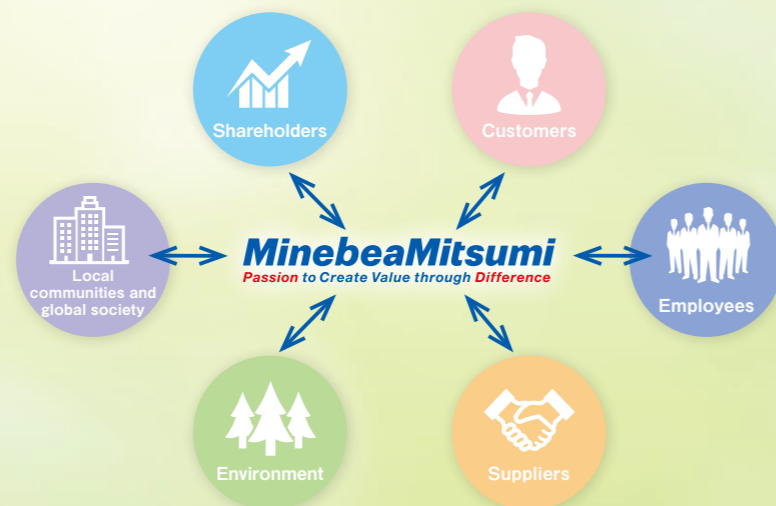 Shareholders
Customers
Local
communities and
global society
MinebeaMitsumi
Passion to Create Value through Difference
Employees
Environment
Suppliers